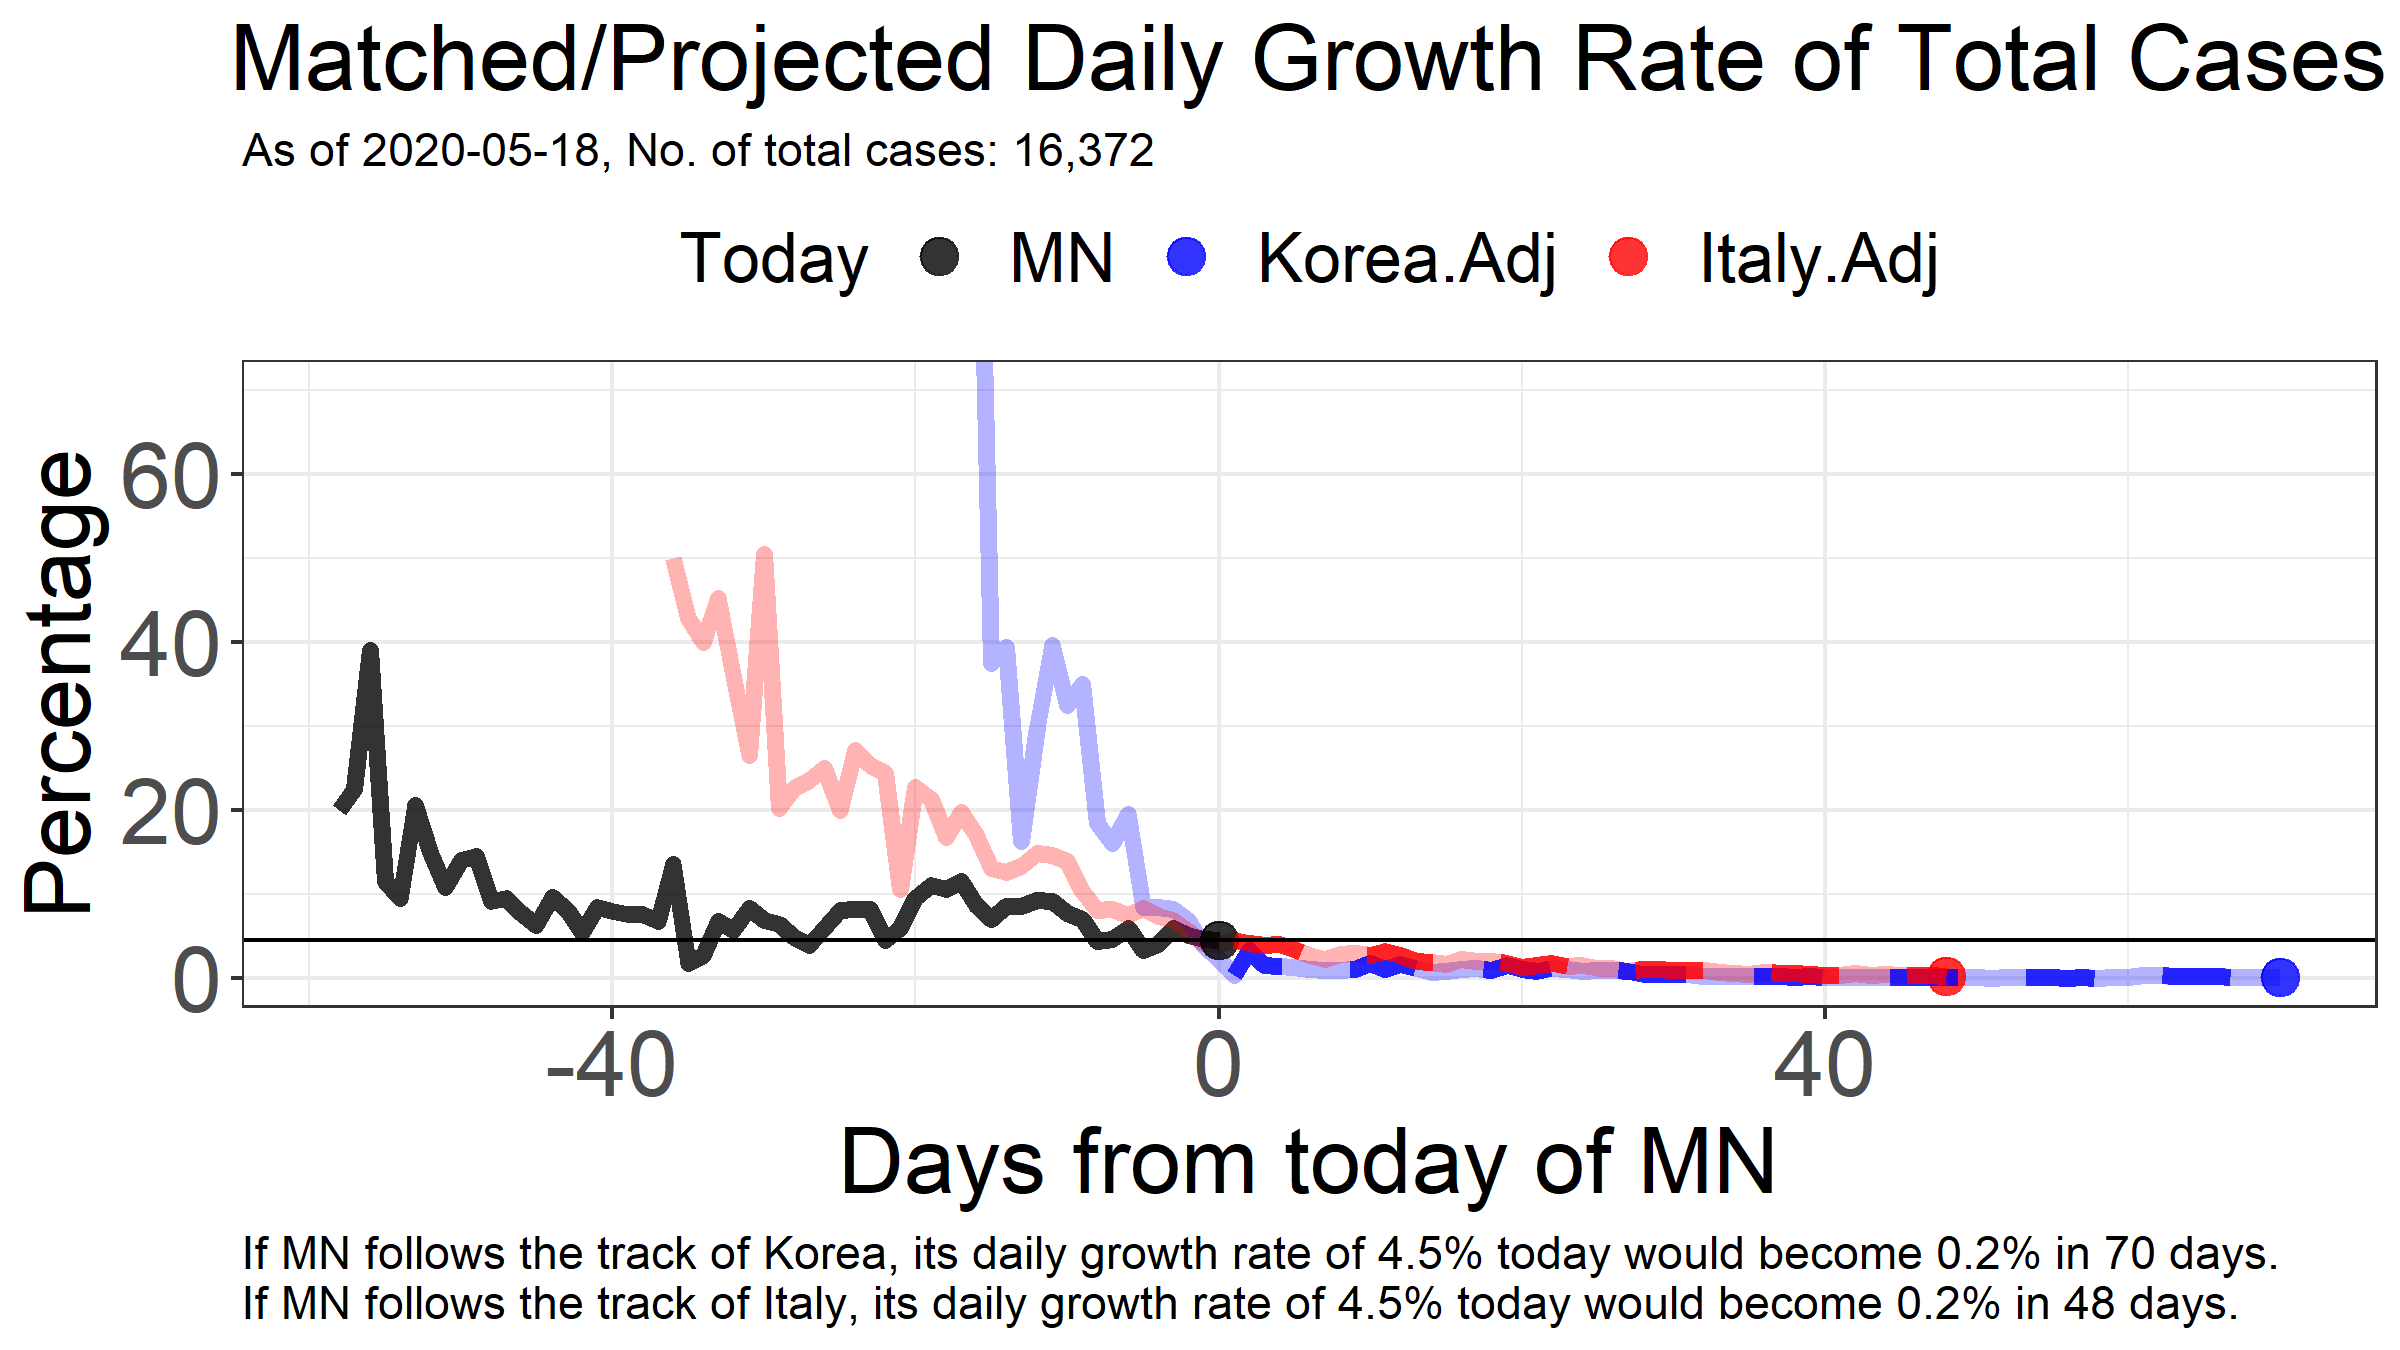 Matched/Projected Daily Growth Rate of Total Cases
As of 2020-05-18, No. of total cases: 16,372
Today MN Korea.Adj Italy.Adj
Percentage
60
40
20
0
-40 0 40
Days from today of MN
If MN follows the track of Korea, its daily growth rate of 4.5% today would become 0.2% in 70 days.
If MN follows the track of Italy, its daily growth rate of 4.5% today would become 0.2% in 48 days.